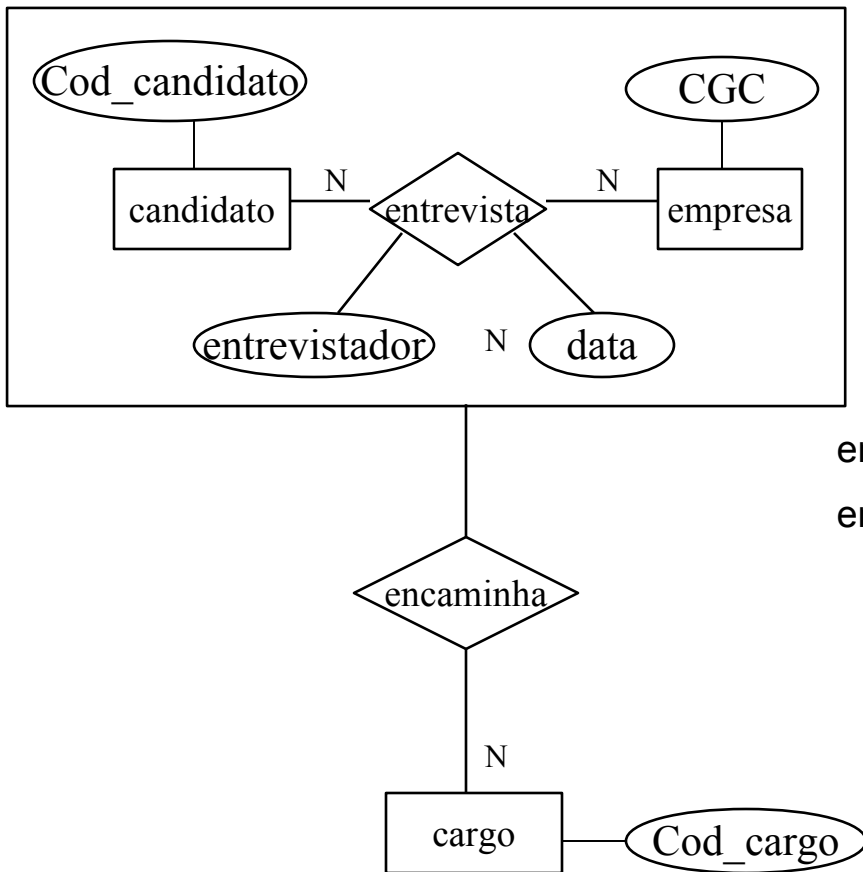 Cod_candidato
CGC
candidato
N
entrevista
N
empresa
entrevistador
N
data
encaminha
N
cargo
Cod_cargo